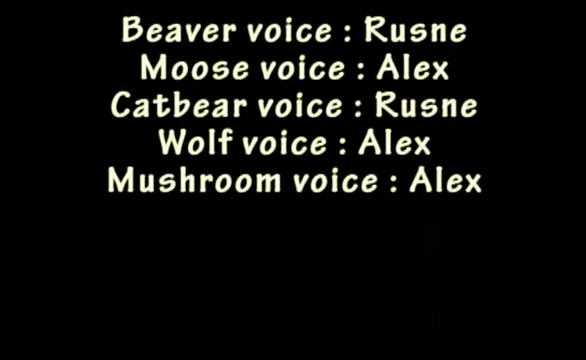 Beaver voice : Rusne
Moose voice : Alex
Catbear voice : Rusne
Wolf voice : Alex
Mushroom voice : Alex